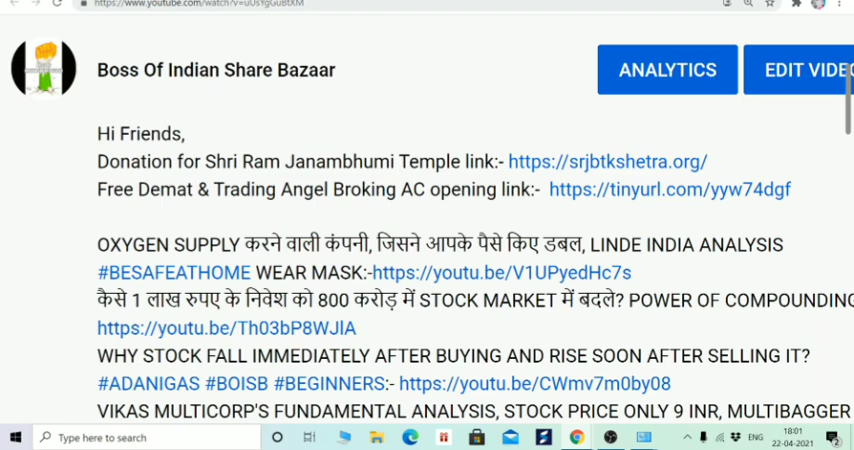 https://www.youtube.com/watch?v=uUsYgGuBtXM
Boss Of Indian Share Bazaar
ANALYTICS
EDIT VIDEO
Hi Friends,
Donation for Shri Ram Janambhumi Temple link:- https://srjbtkshetra.org/
Free Demat & Trading Angel Broking AC opening link:- https://tinyurl.com/yyw74dgf
OXYGEN SUPPLY करने वाली कंपनी, जिसने आपके पैसे किए डबल, LINDE INDIA ANALYSIS
#BESAFEATHOME WEAR MASK:-https://youtu.be/V1UPyedHc7s
कैसे 1 लाख रुपए के निवेश को 800 करोड़ में STOCK MARKET में बदले? POWER OF COMPOUNDING
https://youtu.be/Th03bP8WJlA
WHY STOCK FALL IMMEDIATELY AFTER BUYING AND RISE SOON AFTER SELLING IT?
#ADANIGAS #BOISB #BEGINNERS:- https://youtu.be/CWmv7m0by08
VIKAS MULTICORP'S FUNDAMENTAL ANALYSIS, STOCK PRICE ONLY 9 INR, MULTIBAGGER
Type here to search
ENG
18:01
22-04-2021
2